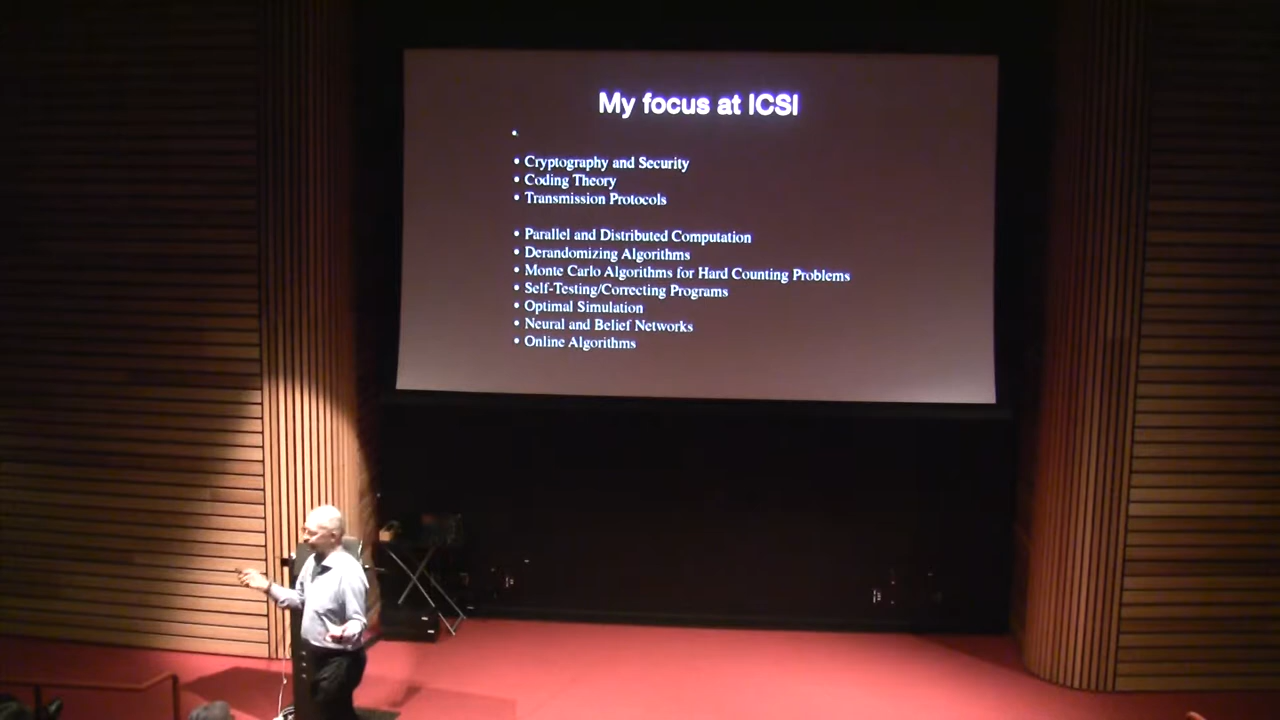 My focus at ICSI
•
• Cryptography and Security
• Coding Theory
• Transmission Protocols
• Parallel and Distributed Computation
• Derandomizing Algorithms
• Monte Carlo Algorithms for Hard Counting Problems
• Self-Testing/Correcting Programs
• Optimal Simulation
• Neural and Belief Networks
• Online Algorithms